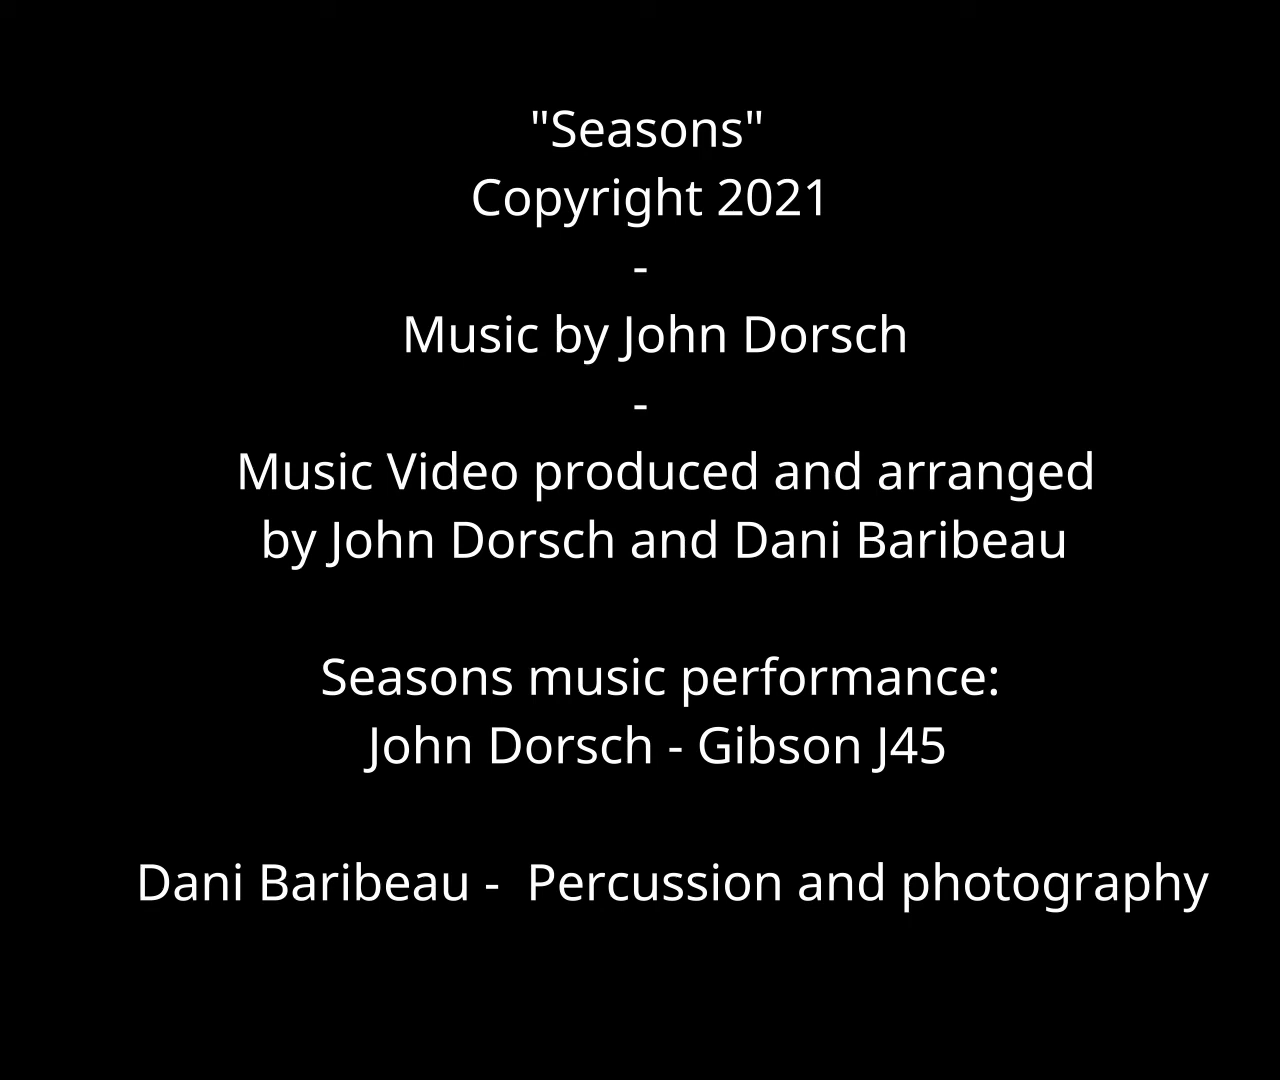 "Seasons"
Copyright 2021
-
Music by John Dorsch
-
Music Video produced and arranged
by John Dorsch and Dani Baribeau
Seasons music performance:
John Dorsch - Gibson J45
Dani Baribeau -  Percussion and photography